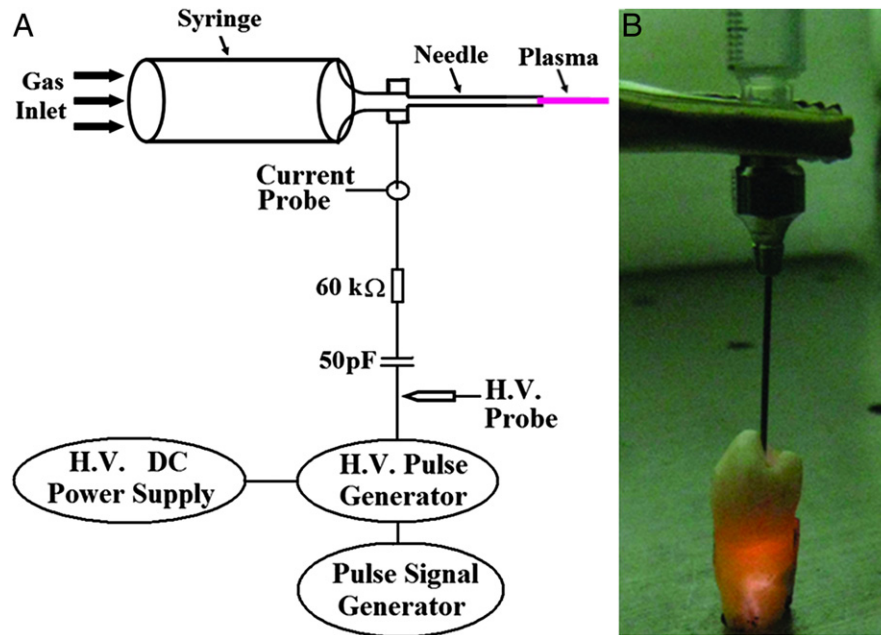 A
Syringe
Gas
Inlet
Needle
Plasma
Current
Probe
60 kΩ
50pF
H.V.
Probe
H.V. DC
Power Supply
H.V. Pulse
Generator
Pulse Signal
Generator
B